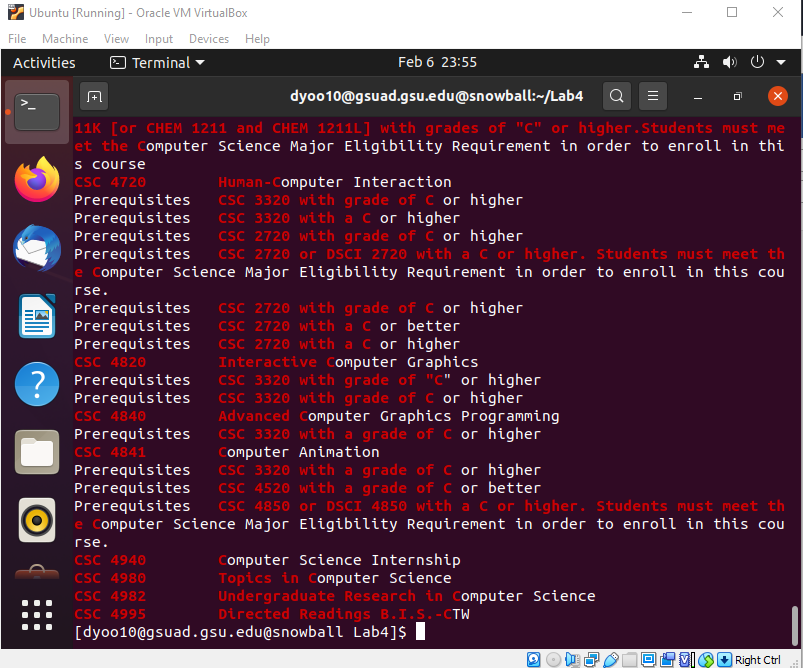 Ubuntu [Running] - Oracle VM VirtualBox
File Machine View Input Devices Help
Activities Terminal Feb 6 23:55
dyoo10@gsuad.gsu.edu@snowball:~/Lab4
11K [or CHEM 1211 and CHEM 1211L] with grades of "C" or higher.Students must me
et the Computer Science Major Eligibility Requirement in order to enroll in thi
s course
CSC 4720 Human-Computer Interaction
Prerequisites CSC 3320 with grade of C or higher
Prerequisites CSC 3320 with a C or higher
Prerequisites CSC 2720 with grade of C or higher
Prerequisites CSC 2720 or DSCI 2720 with a C or higher. Students must meet th
e Computer Science Major Eligibility Requirement in order to enroll in this cou
rse.
Prerequisites CSC 2720 with grade of C or higher
Prerequisites CSC 2720 with a C or better
Prerequisites CSC 2720 with a C or higher
CSC 4820 Interactive Computer Graphics
Prerequisites CSC 3320 with grade of "C" or higher
Prerequisites CSC 3320 with grade of C or higher
CSC 4840 Advanced Computer Graphics Programming
Prerequisites CSC 3320 with a grade of C or higher
CSC 4841 Computer Animation
Prerequisites CSC 3320 with a grade of C or higher
Prerequisites CSC 4520 with a grade of C or better
Prerequisites CSC 4850 or DSCI 4850 with a C or higher. Students must meet th
e Computer Science Major Eligibility Requirement in order to enroll in this cou
rse.
CSC 4940 Computer Science Internship
CSC 4980 Topics in Computer Science
CSC 4982 Undergraduate Research in Computer Science
CSC 4995 Directed Readings B.I.S.-CTW
[dyoo10@gsuad.gsu.edu@snowball Lab4]$
Right Ctrl